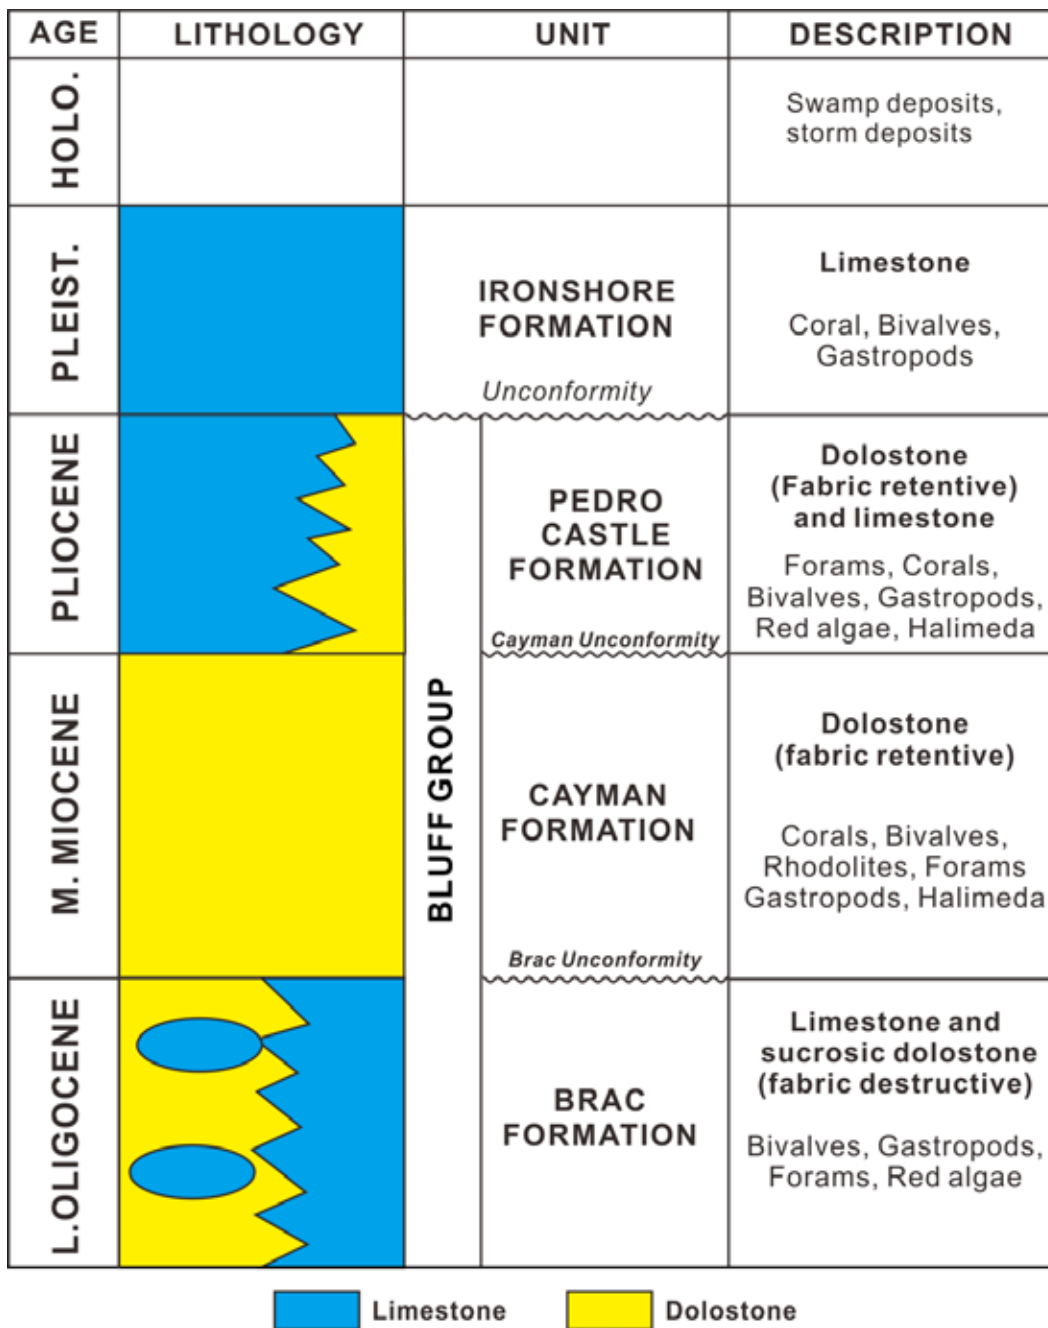 AGE LITHOLOGY UNIT DESCRIPTION
HOLO.
Swamp deposits,
storm deposits
PLEIST.
IRONSHORE
FORMATION
Unconformity
Limestone
Coral, Bivalves,
Gastropods
PLIOCENE
BLUFF GROUP
PEDRO
CASTLE
FORMATION
Cayman Unconformity
Dolostone
(Fabric retentive)
and limestone
Forams, Corals,
Bivalves, Gastropods,
Red algae, Halimeda
M. MIOCENE
CAYMAN
FORMATION
Brac Unconformity
Dolostone
(fabric retentive)
Corals, Bivalves,
Rhodolites, Forams
Gastropods, Halimeda
L.OLIGOCENE
BRAC
FORMATION
Limestone and
sucrosic dolostone
(fabric destructive)
Bivalves, Gastropods,
Forams, Red algae
Limestone Dolostone